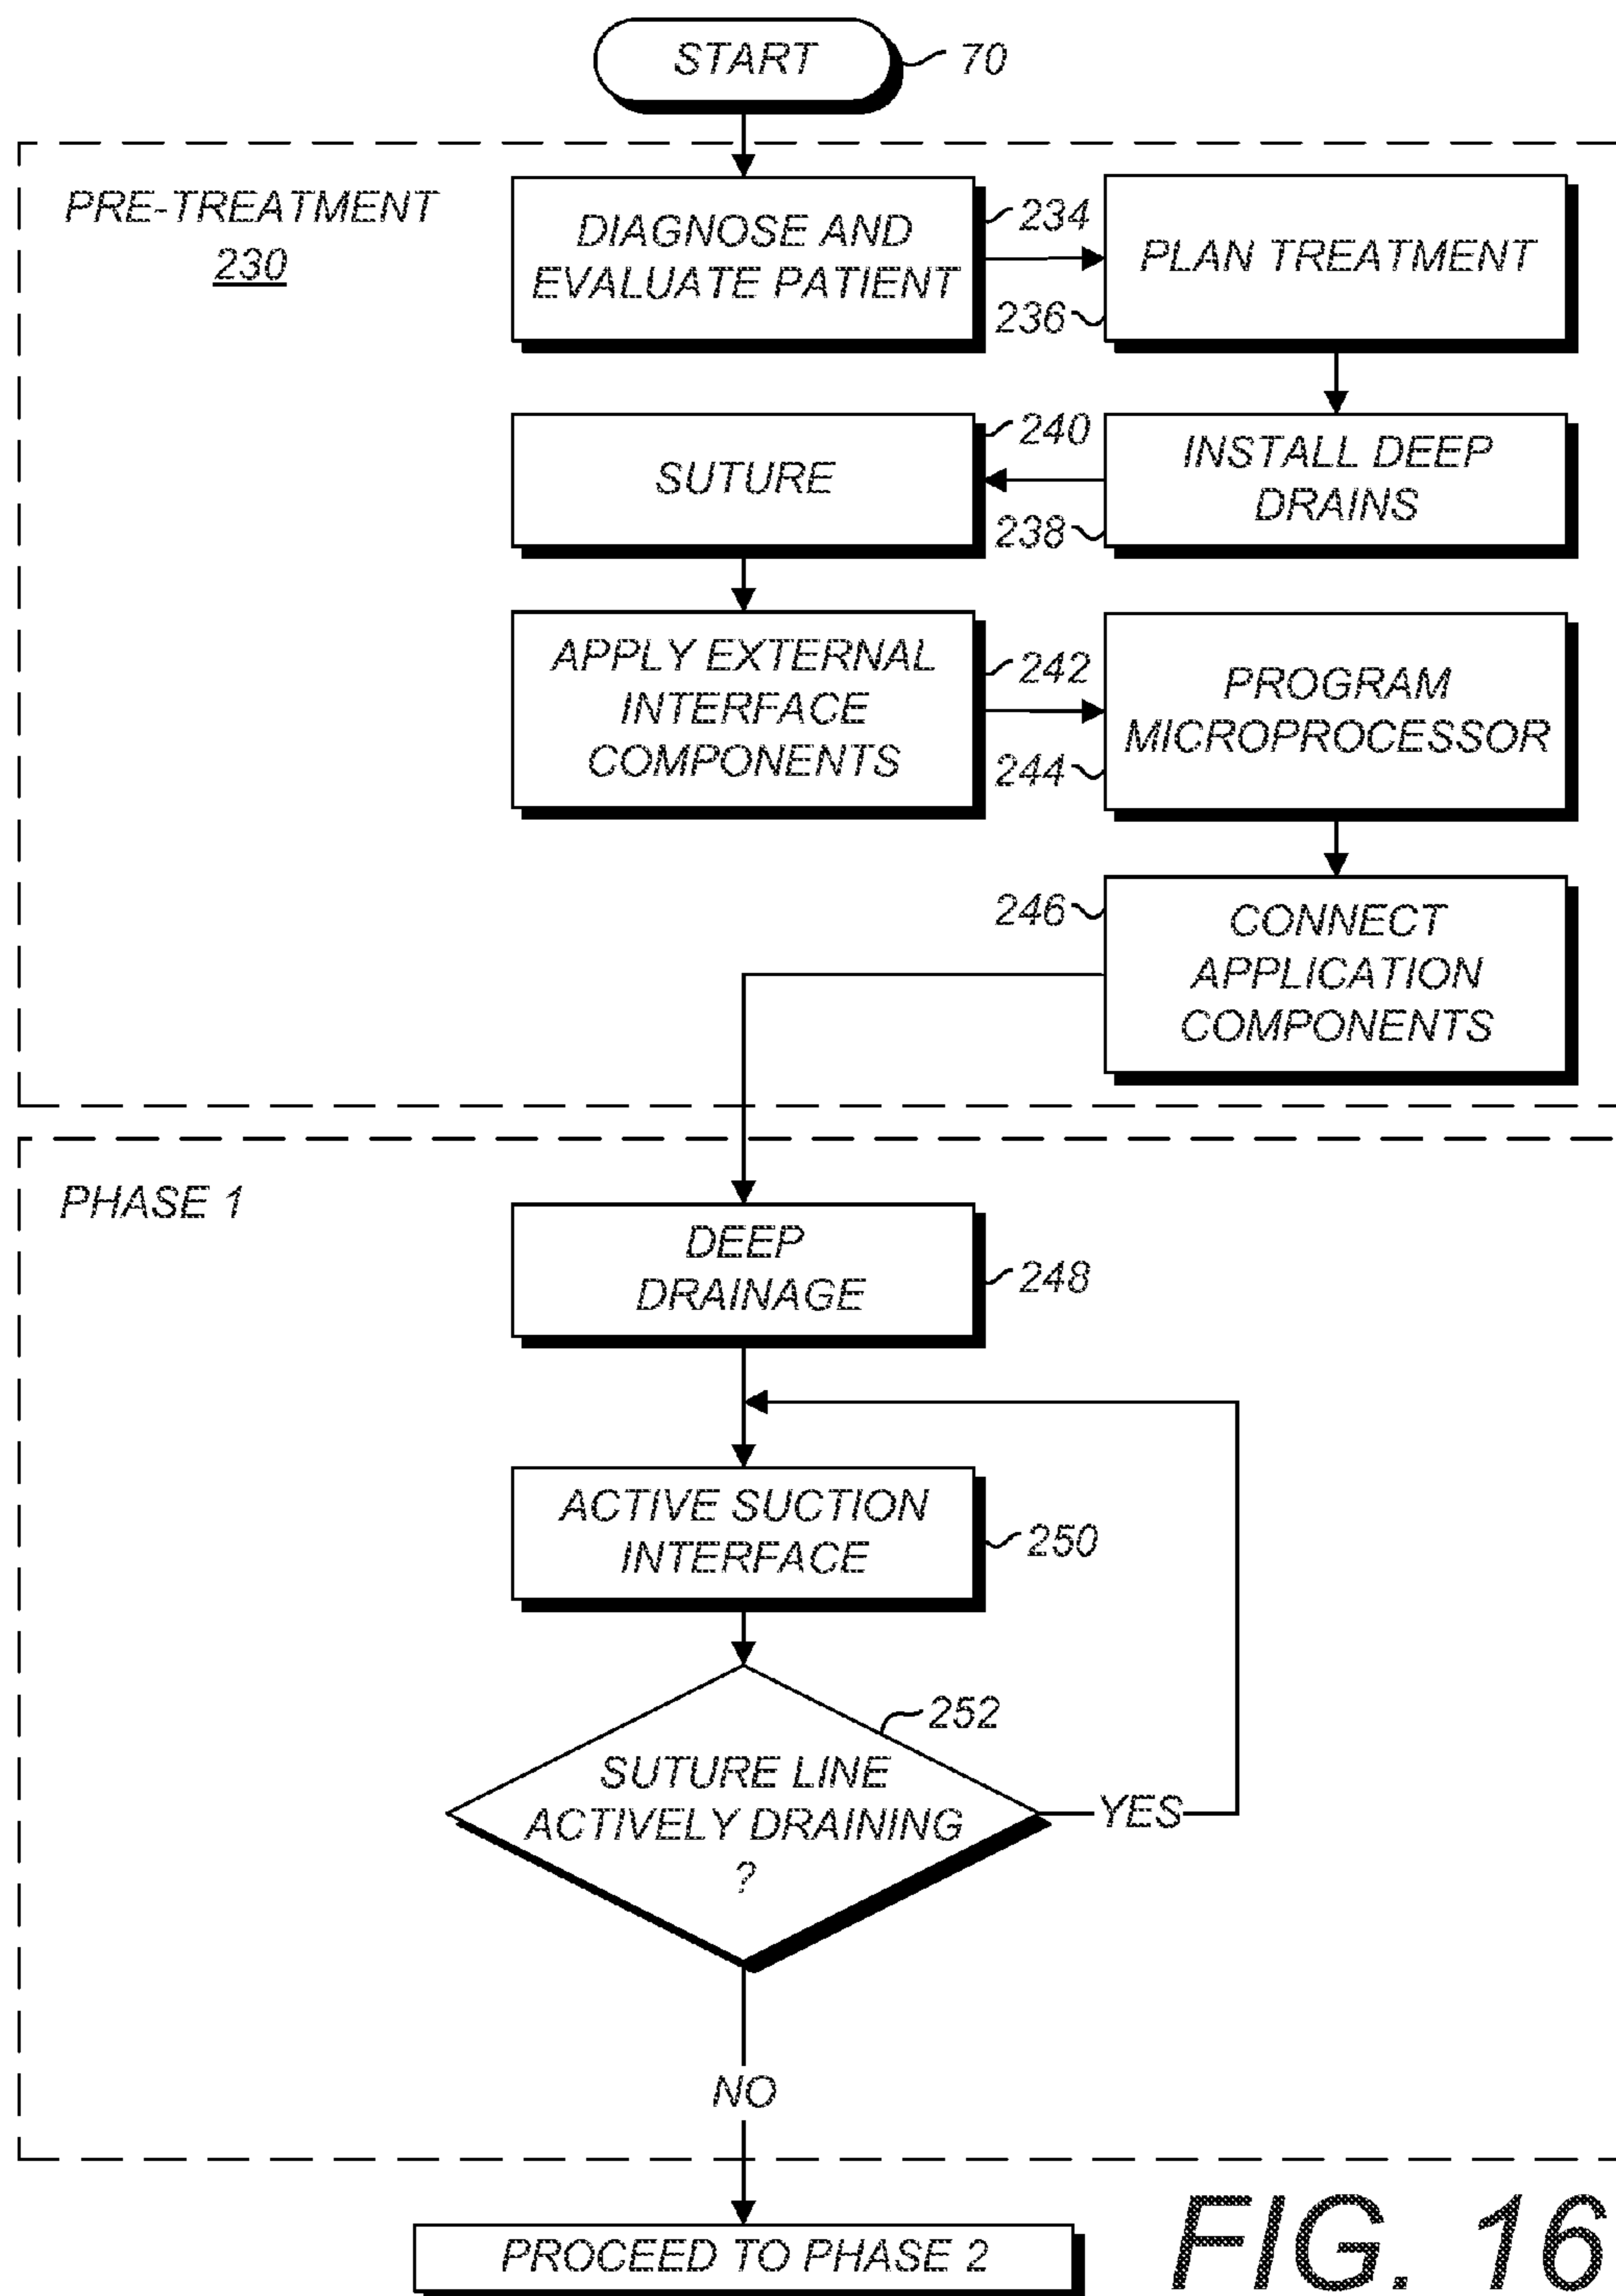 START
70
PRE-TREATMENT
230
DIAGNOSE AND
EVALUATE PATIENT
234
PLAN TREATMENT
236
INSTALL DEEP
DRAINS
238
SUTURE
240
APPLY EXTERNAL
INTERFACE
COMPONENTS
242
PROGRAM
MICROPROCESSOR
244
CONNECT
APPLICATION
COMPONENTS
246
PHASE 1
DEEP
DRAINAGE
248
ACTIVE SUCTION
INTERFACE
250
SUTURE LINE
ACTIVELY DRAINING
?
252
YES
NO
PROCEED TO PHASE 2
FIG. 16